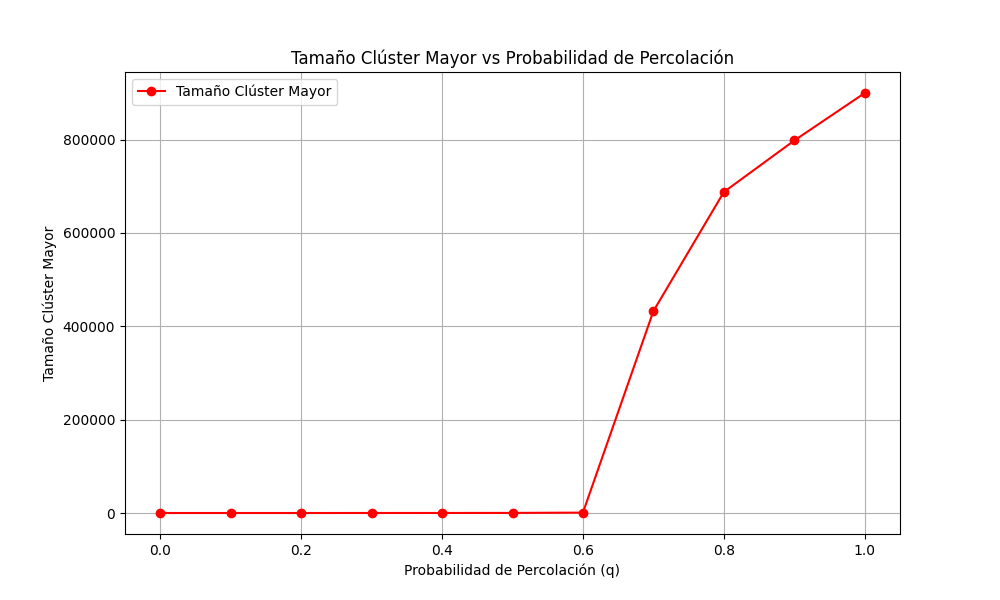 Tamaño Clúster Mayor vs Probabilidad de Percolación
Tamaño Clúster Mayor
800000
600000
400000
200000
0
Tamaño Clúster Mayor
0.0 0.2 0.4 0.6 0.8 1.0
Probabilidad de Percolación (q)